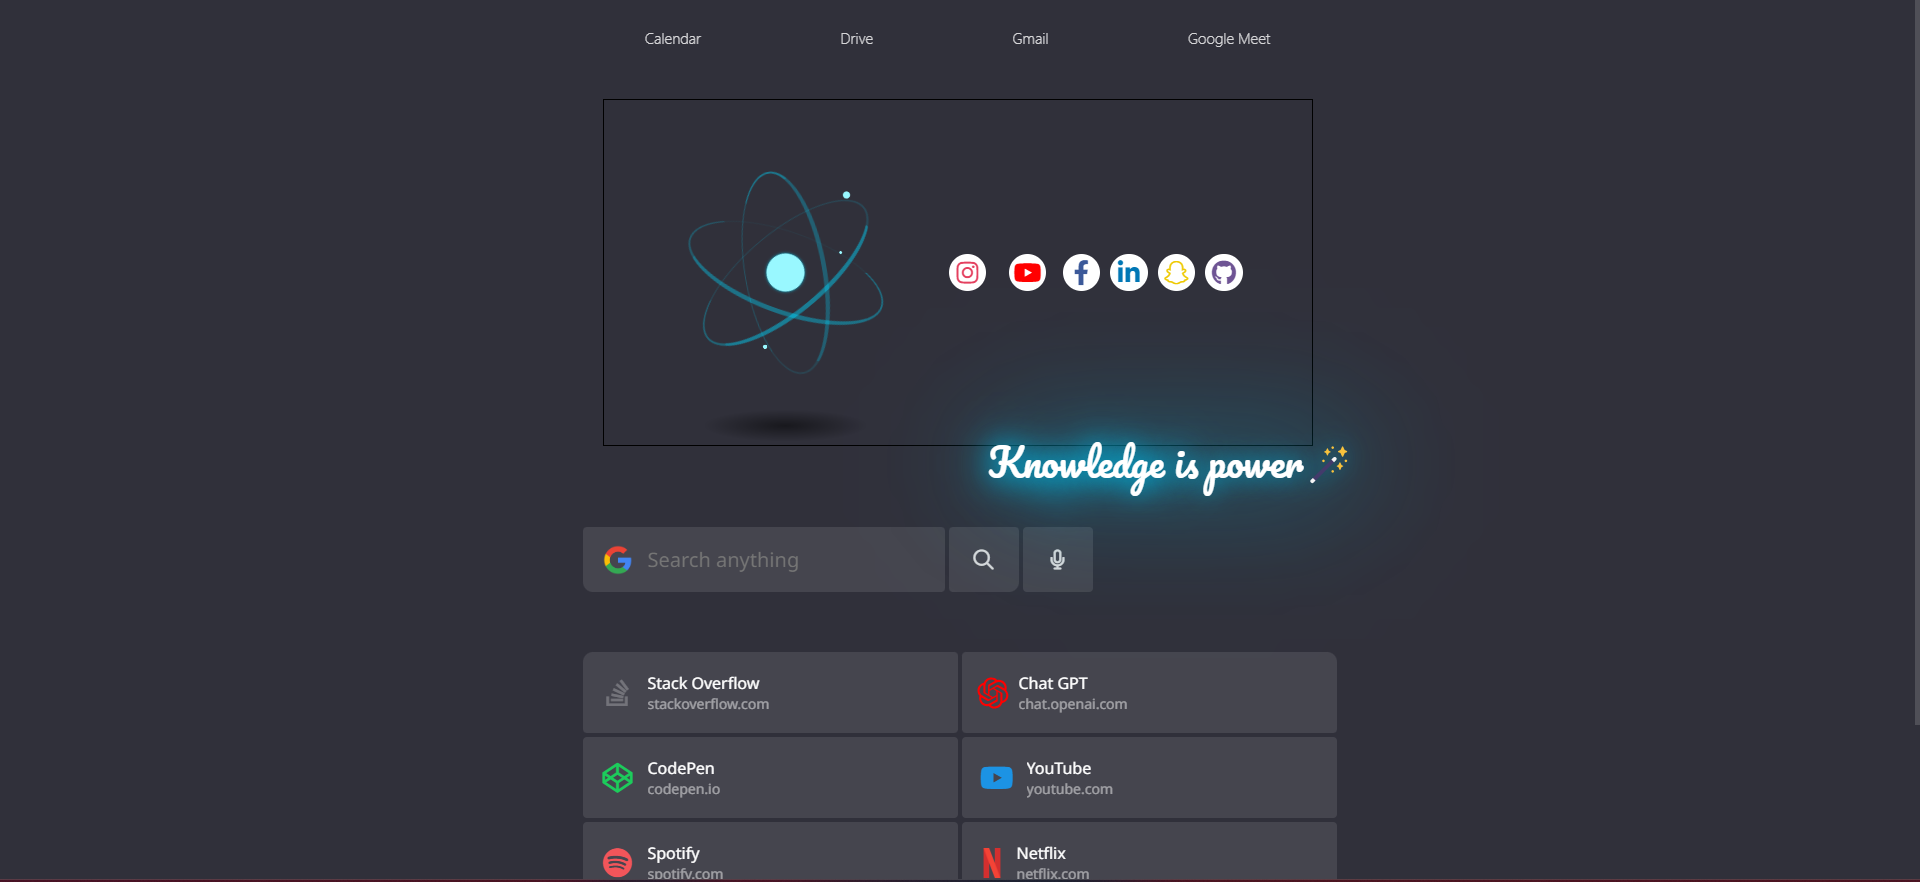 Calendar Drive Gmail Google Meet
Knowledge is power
Search anything
Stack Overflow
stackoverflow.com
Chat GPT
chat.openai.com
CodePen
codepen.io
YouTube
youtube.com
Spotify
spotify.com
Netflix
netflix.com